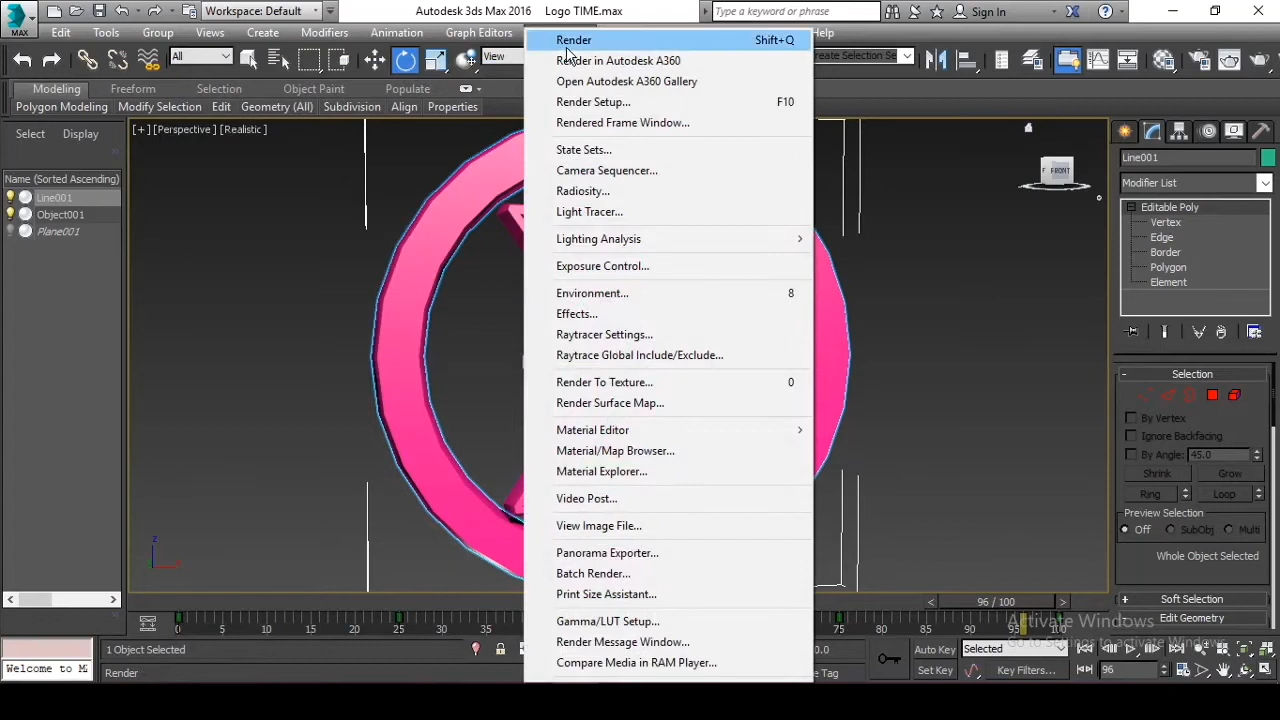 MAX
Workspace: Default
Autodesk 3ds Max 2016
Logo TIME.max
Type a keyword or phrase
Sign In
Edit
Tools
Group
Views
Create
Modifiers
Animation
Graph Editors
Help
All
View
Modeling
Freeform
Selection
Object Paint
Populate
Polygon Modeling
Modify Selection
Edit
Geometry (All)
Subdivision
Align
Properties
Select
Display
Name (Sorted Ascending)
Line001
Object001
Plane001
[+] [Perspective] [Realistic]
Render Shift+Q
Render in Autodesk A360
Open Autodesk A360 Gallery
Render Setup... F10
Rendered Frame Window...
State Sets...
Camera Sequencer...
Radiosity...
Light Tracer...
Lighting Analysis
Exposure Control...
Environment... 8
Effects...
Raytracer Settings...
Raytrace Global Include/Exclude...
Render To Texture... 0
Render Surface Map...
Material Editor
Material/Map Browser...
Material Explorer...
Video Post...
View Image File...
Panorama Exporter...
Batch Render...
Print Size Assistant...
Gamma/LUT Setup...
Render Message Window...
Compare Media in RAM Player...
FRONT
z
Line001
Modifier List
Editable Poly
Vertex
Edge
Border
Polygon
Element
Selection
By Vertex
Ignore Backfacing
By Angle: 45.0
Shrink
Grow
Ring
Loop
Preview Selection
Off
SubObj
Multi
Whole Object Selected
Soft Selection
Edit Geometry
96 / 100
0 5 10 15 20 25 30 35 75 80 85 90 95 100
Activate Windows
Go to Settings to activate Windows.
Welcome to M
1 Object Selected
Render
0.0
Auto Key
Selected
Set Key
Key Filters...
96